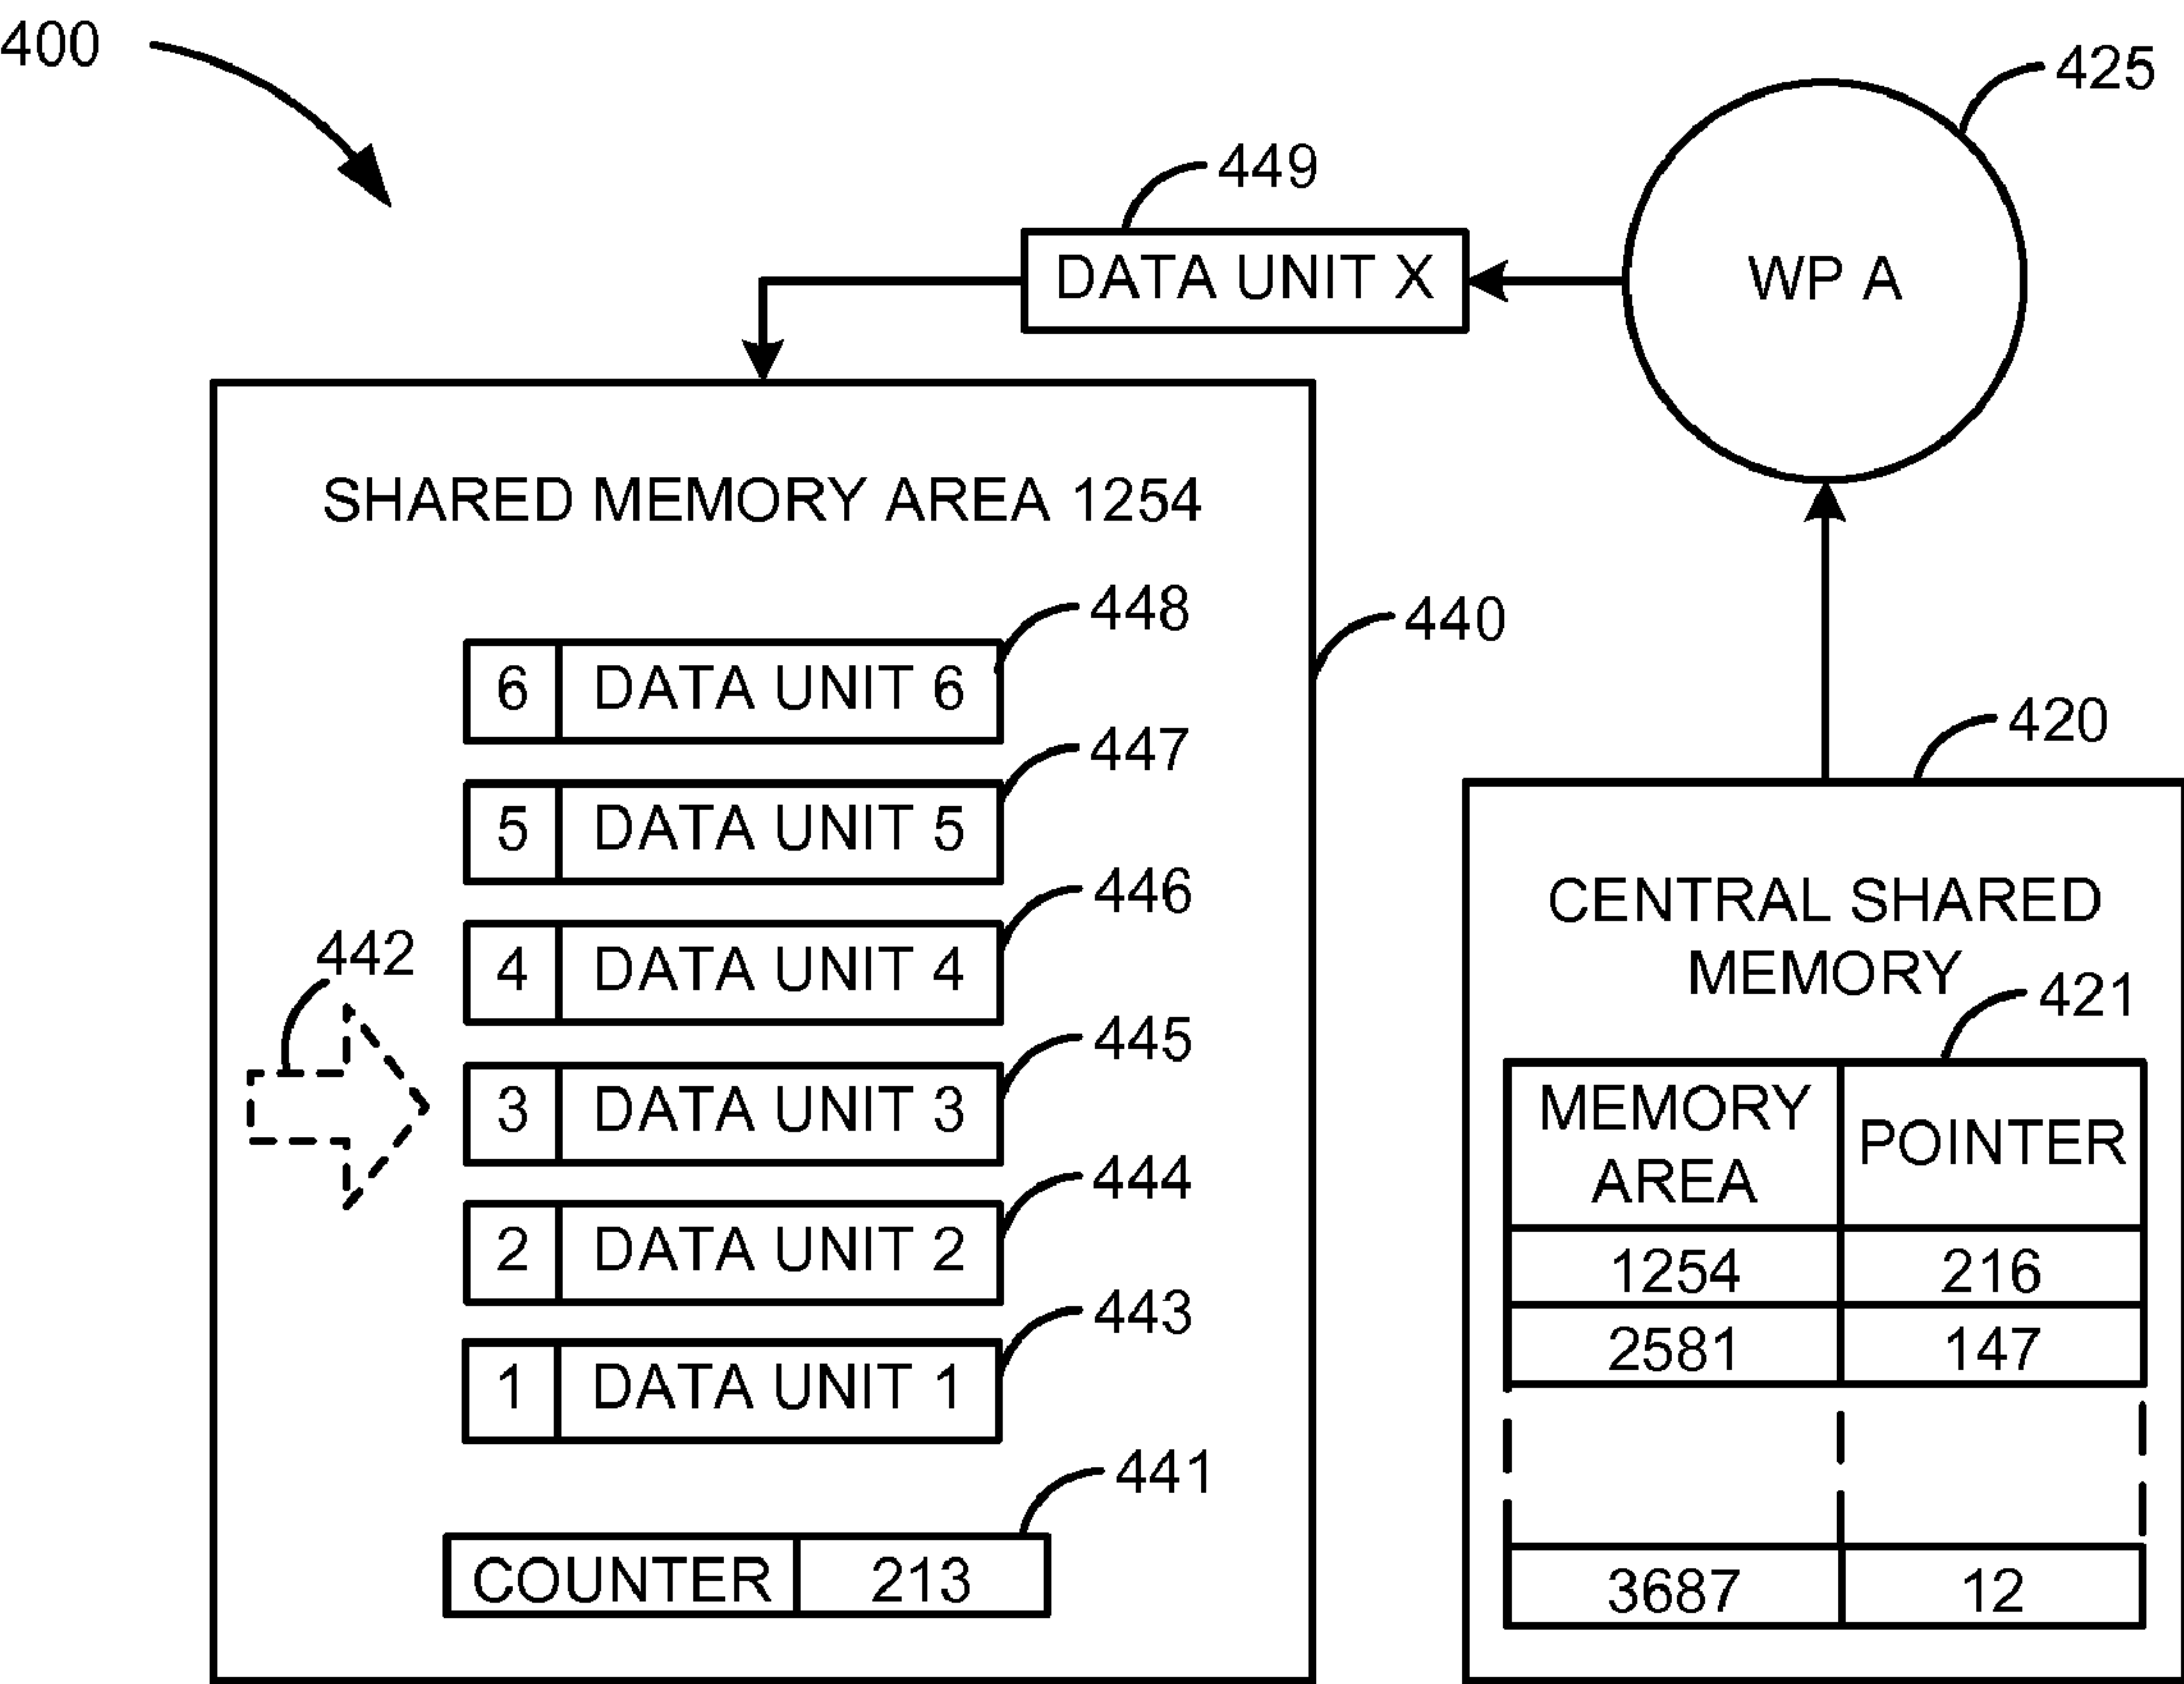 400
425
449
DATA UNIT X
WP A
SHARED MEMORY AREA 1254
448
440
6 DATA UNIT 6
447
5 DATA UNIT 5
446
4 DATA UNIT 4
442
445
3 DATA UNIT 3
444
2 DATA UNIT 2
443
1 DATA UNIT 1
441
COUNTER 213
420
CENTRAL SHARED
MEMORY
421
MEMORY
AREA
POINTER
1254 216
2581 147
3687 12